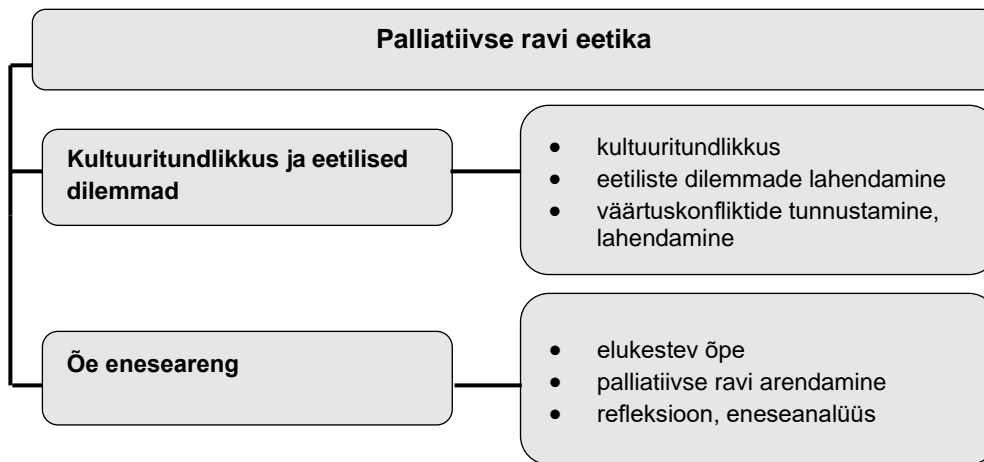 Palliatiivse ravi eetika
Kultuuritundlikkus ja eetilised
dilemmad
• kultuuritundlikkus
• eetiliste dilemmade lahendamine
• väärtuskonfliktide tunnustamine,
lahendamine
Õe eneseareng
• elukestev õpe
• palliatiivse ravi arendamine
• refleksioon, eneseanalüüs